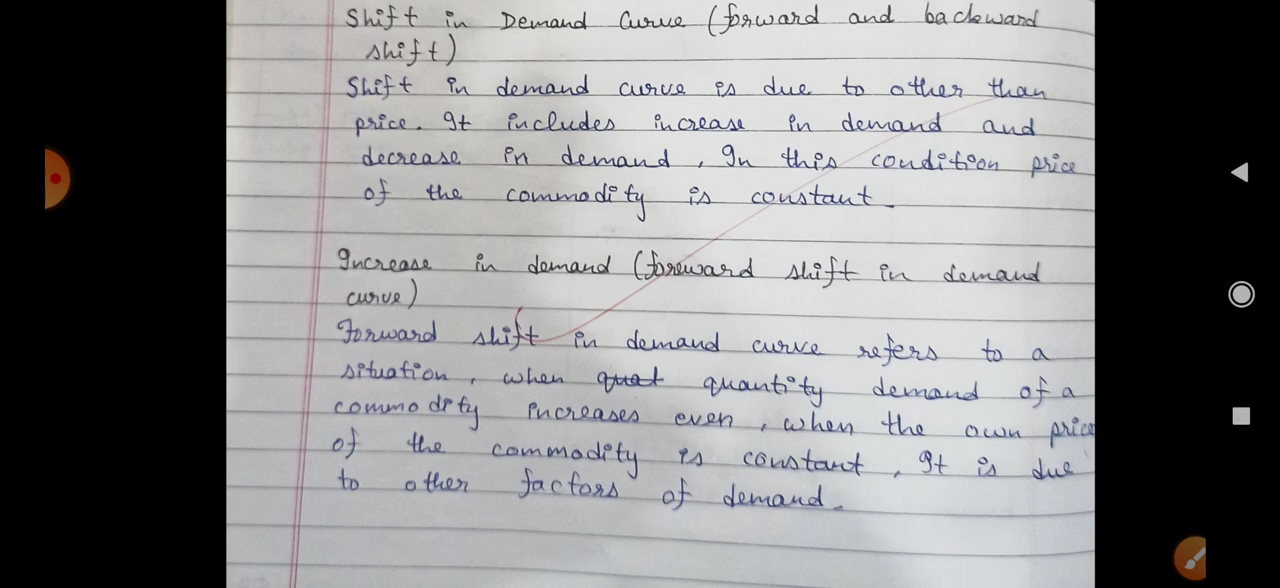 Shift in Demand Curve (forward and backward
shift)
Shift in demand curve is due to other than
price. It includes increase in demand and
decrease in demand, In this condition price
of the commodity is constant.
Increase in demand (foreward shift in demand
curve)
Forward shift in demand curve refers to a
situation, when quat quantity demand of a
commodity increases even, when the own price
of the commodity is constant, It is due
to other factors of demand.